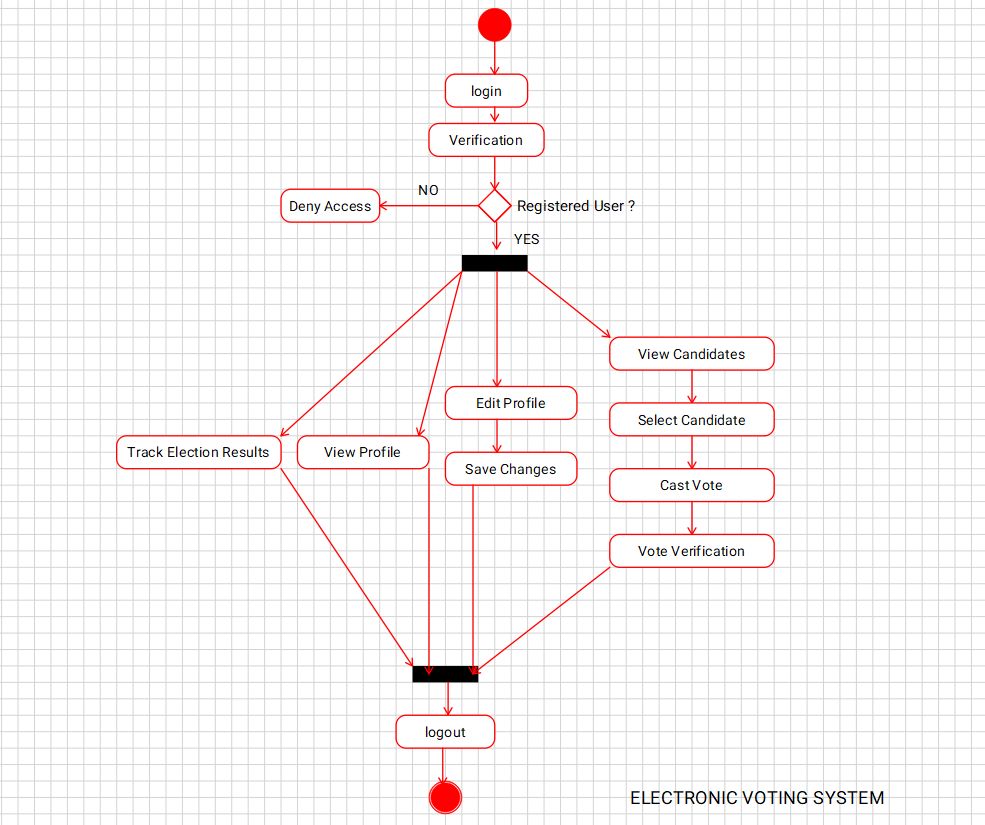 login
Verification
NO
Deny Access
Registered User ?
YES
View Candidates
Edit Profile
Select Candidate
Track Election Results
View Profile
Save Changes
Cast Vote
Vote Verification
logout
ELECTRONIC VOTING SYSTEM